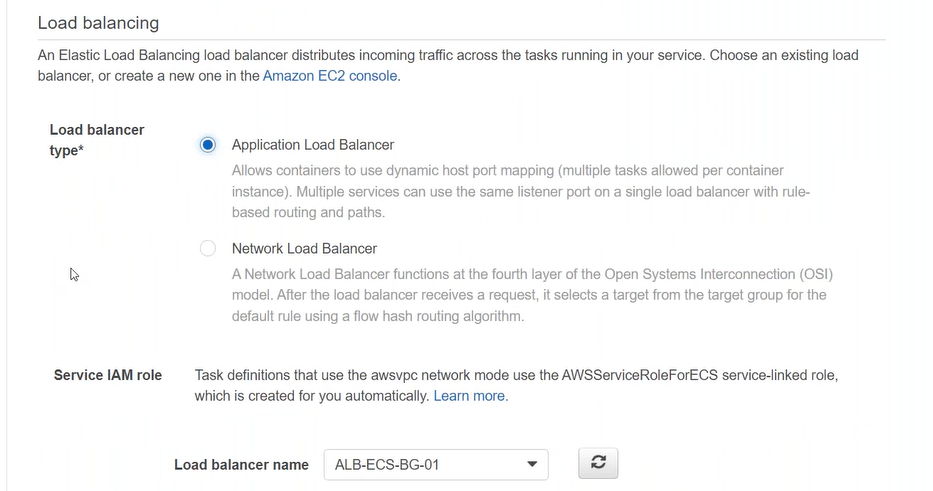 Load balancing
An Elastic Load Balancing load balancer distributes incoming traffic across the tasks running in your service. Choose an existing load
balancer, or create a new one in the Amazon EC2 console.
Load balancer
type*
Application Load Balancer
Allows containers to use dynamic host port mapping (multiple tasks allowed per container
instance). Multiple services can use the same listener port on a single load balancer with rule-
based routing and paths.
Network Load Balancer
A Network Load Balancer functions at the fourth layer of the Open Systems Interconnection (OSI)
model. After the load balancer receives a request, it selects a target from the target group for the
default rule using a flow hash routing algorithm.
Service IAM role
Task definitions that use the awsvpc network mode use the AWSServiceRoleForECS service-linked role,
which is created for you automatically. Learn more.
Load balancer name
ALB-ECS-BG-01